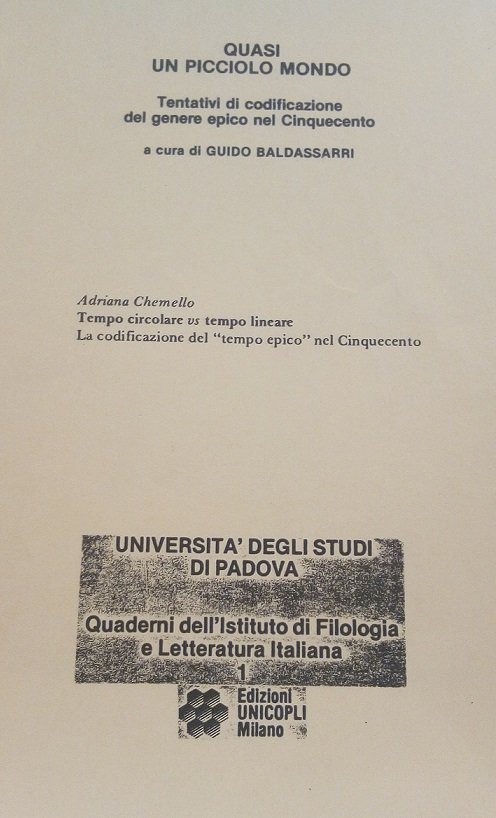 QUASI
UN PICCIOLO MONDO
Tentativi di codificazione
del genere epico nel Cinquecento
a cura di GUIDO BALDASSARRI
Adriana Chemello
Tempo circolare vs tempo lineare
La codificazione del “tempo epico” nel Cinquecento
UNIVERSITA' DEGLI STUDI
DI PADOVA
Quaderni dell'Istituto di Filologia
e Letteratura Italiana
1
Edizioni
UNICOPLI
Milano